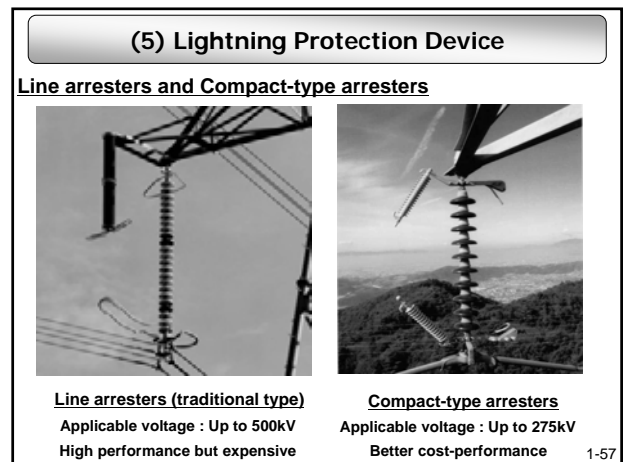 (5) Lightning Protection Device
Line arresters and Compact-type arresters
Line arresters (traditional type)
Applicable voltage : Up to 500kV
High performance but expensive
Compact-type arresters
Applicable voltage : Up to 275kV
Better cost-performance
1-57